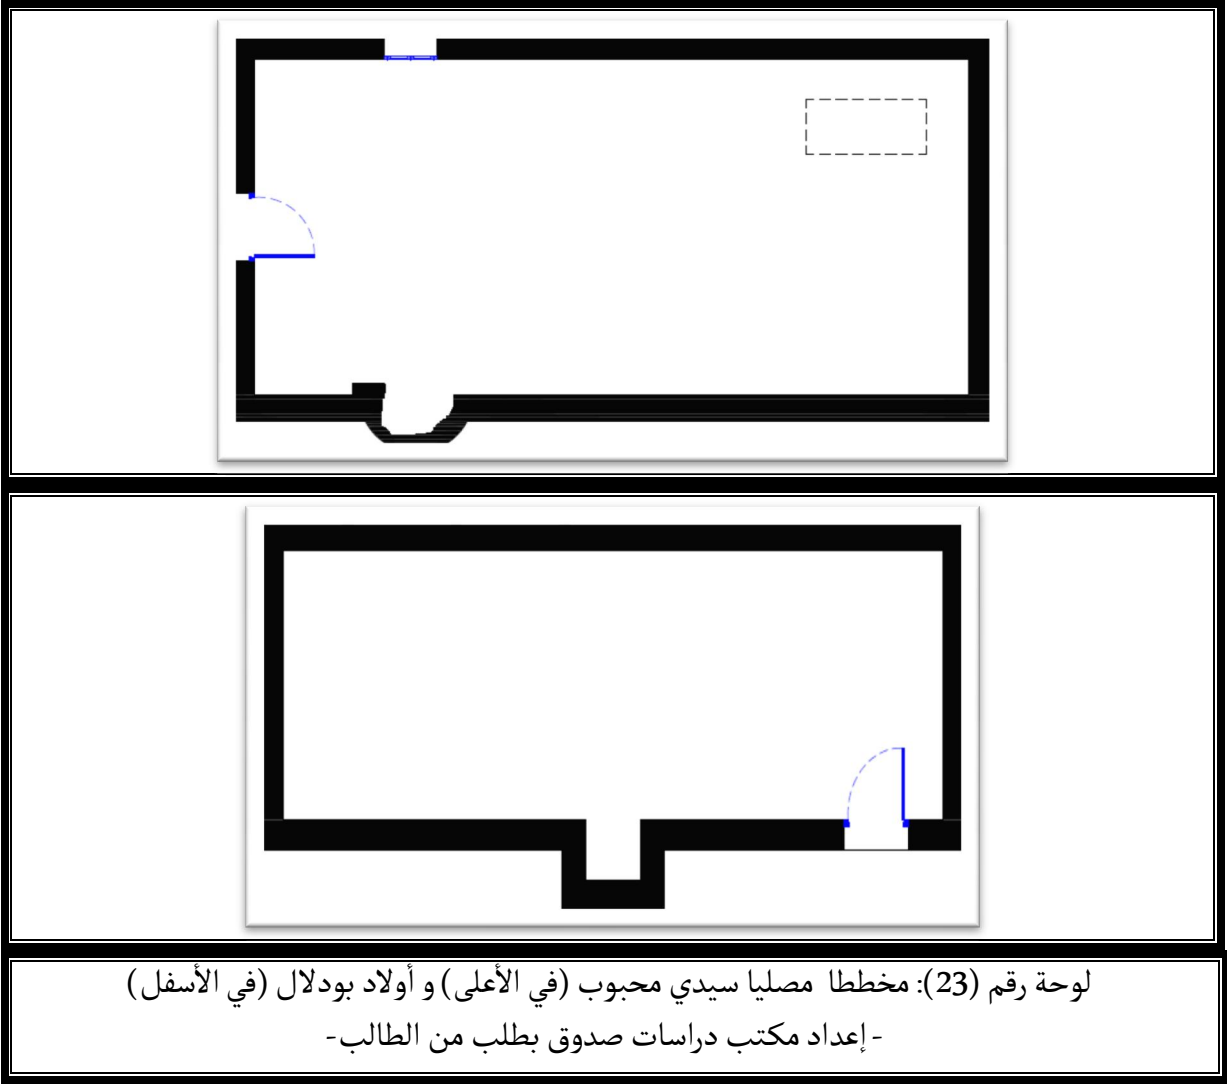 لوحة رقم (23): مخططا مصليا سيدي محبوب (في الأعلى) و أولاد بودلال (في الأسفل)
- إعداد مكتب دراسات صدوق بطلب من الطالب-